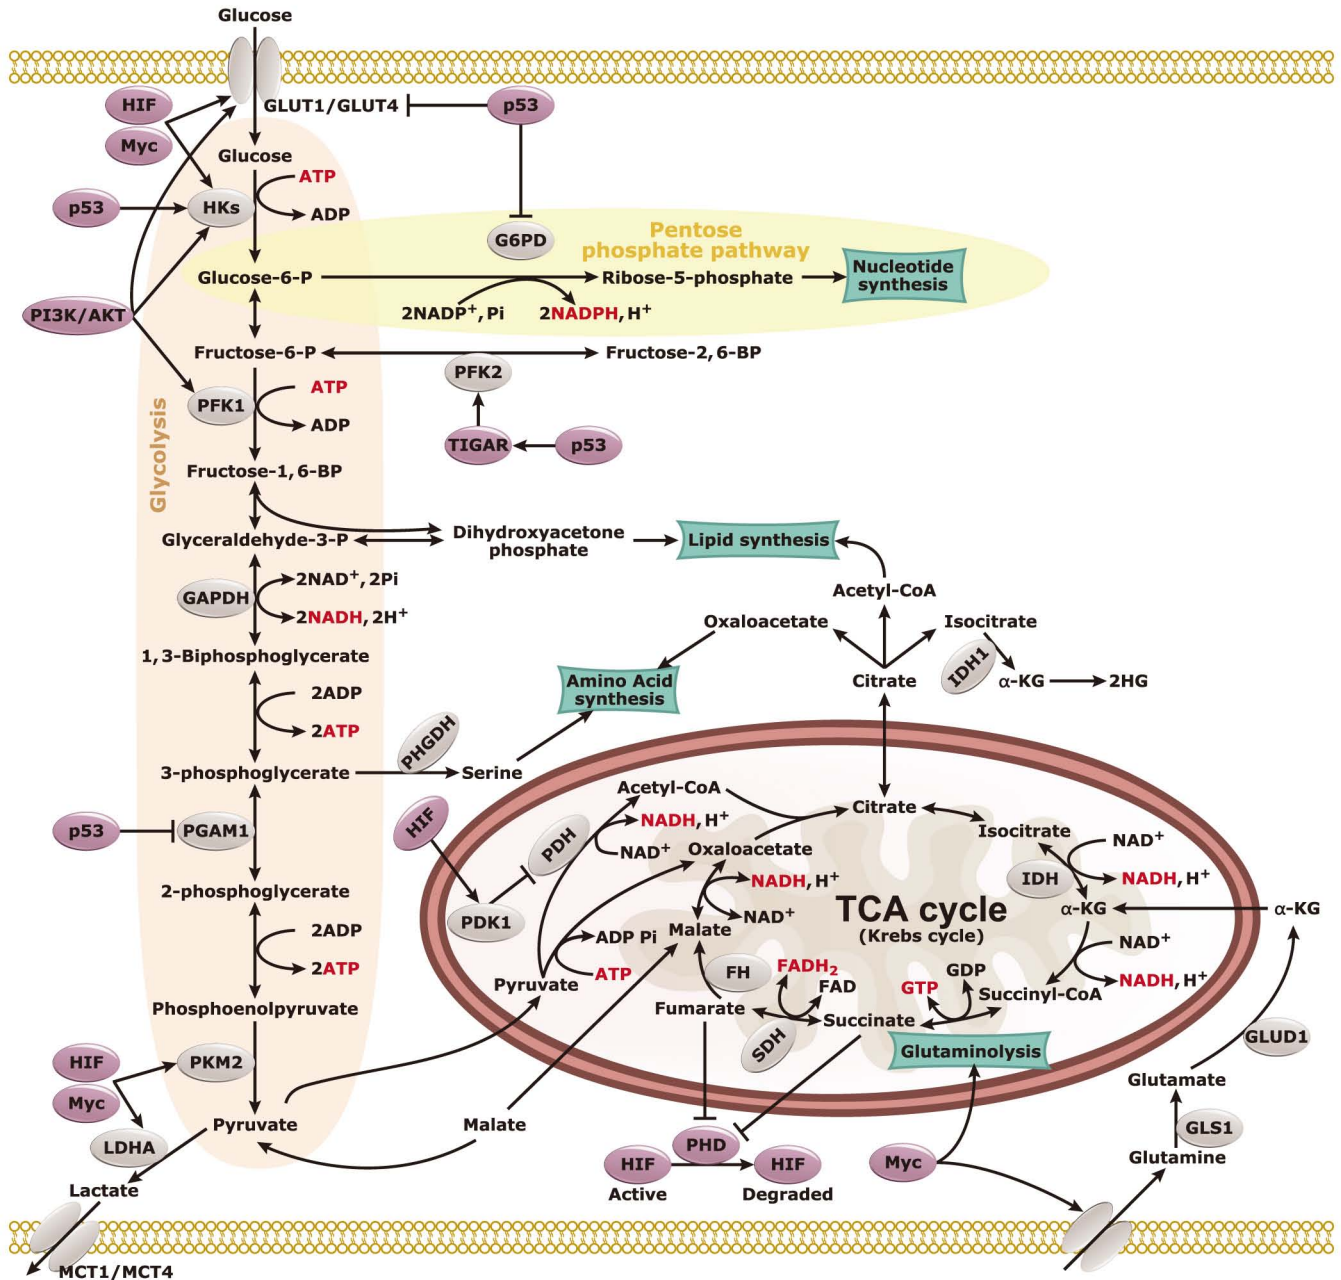 Glucose
HIF
GLUT1/GLUT4
p53
Myc
Glucose
ATP
p53
HKs
ADP
G6PD
Pentose
phosphate pathway
Glucose-6-P
Ribose-5-phosphate
Nucleotide
synthesis
2NADP⁺, Pi
2NADPH, H⁺
PI3K/AKT
Fructose-6-P
Fructose-2,6-BP
PFK2
PFK1
ATP
ADP
TIGAR
p53
Glycolysis
Fructose-1,6-BP
Glyceraldehyde-3-P
Dihydroxyacetone
phosphate
Lipid synthesis
GAPDH
2NAD⁺, 2Pi
2NADH, 2H⁺
Acetyl-CoA
Oxaloacetate
Isocitrate
1,3-Biphosphoglycerate
IDH1
α-KG
2HG
Citrate
Amino Acid
synthesis
2ADP
2ATP
PHGDH
3-phosphoglycerate
Serine
Acetyl-CoA
Citrate
HIF
p53
PGAM1
NADH, H⁺
PDH
NAD⁺
Oxaloacetate
Isocitrate
NAD⁺
NADH, H⁺
IDH
NADH, H⁺
NAD⁺
2-phosphoglycerate
PDK1
TCA cycle
(Krebs cycle)
α-KG
α-KG
2ADP
2ATP
ADP Pi
ATP
Malate
NAD⁺
NADH, H⁺
Pyruvate
FH
FADH₂
FAD
GDP
GTP
Succinyl-CoA
Phosphoenolpyruvate
Fumarate
Succinate
SDH
Glutaminolysis
GLUD1
HIF
PKM2
Myc
Glutamate
Pyruvate
Malate
GLS1
LDHA
PHD
Glutamine
HIF
HIF
Myc
Active
Degraded
Lactate
MCT1/MCT4